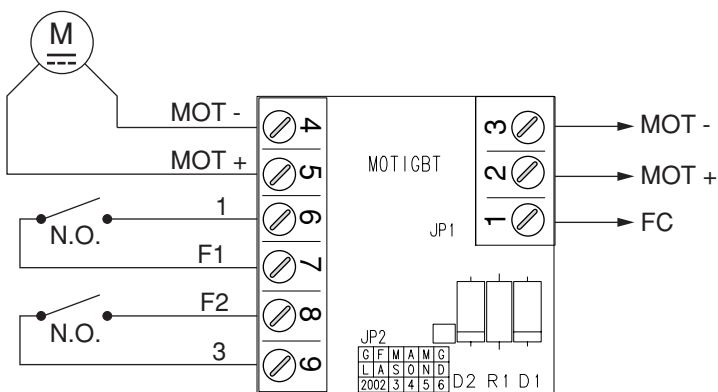 M
MOT -
MOT +
1
F1
N.O.
F2
3
N.O.
4
5
6
7
8
9
MOTIGBT
JP1
3
2
1
MOT -
MOT +
FC
JP2
G F M A M G
L A S O N D
2002 3 4 5 6
D2 R1 D1